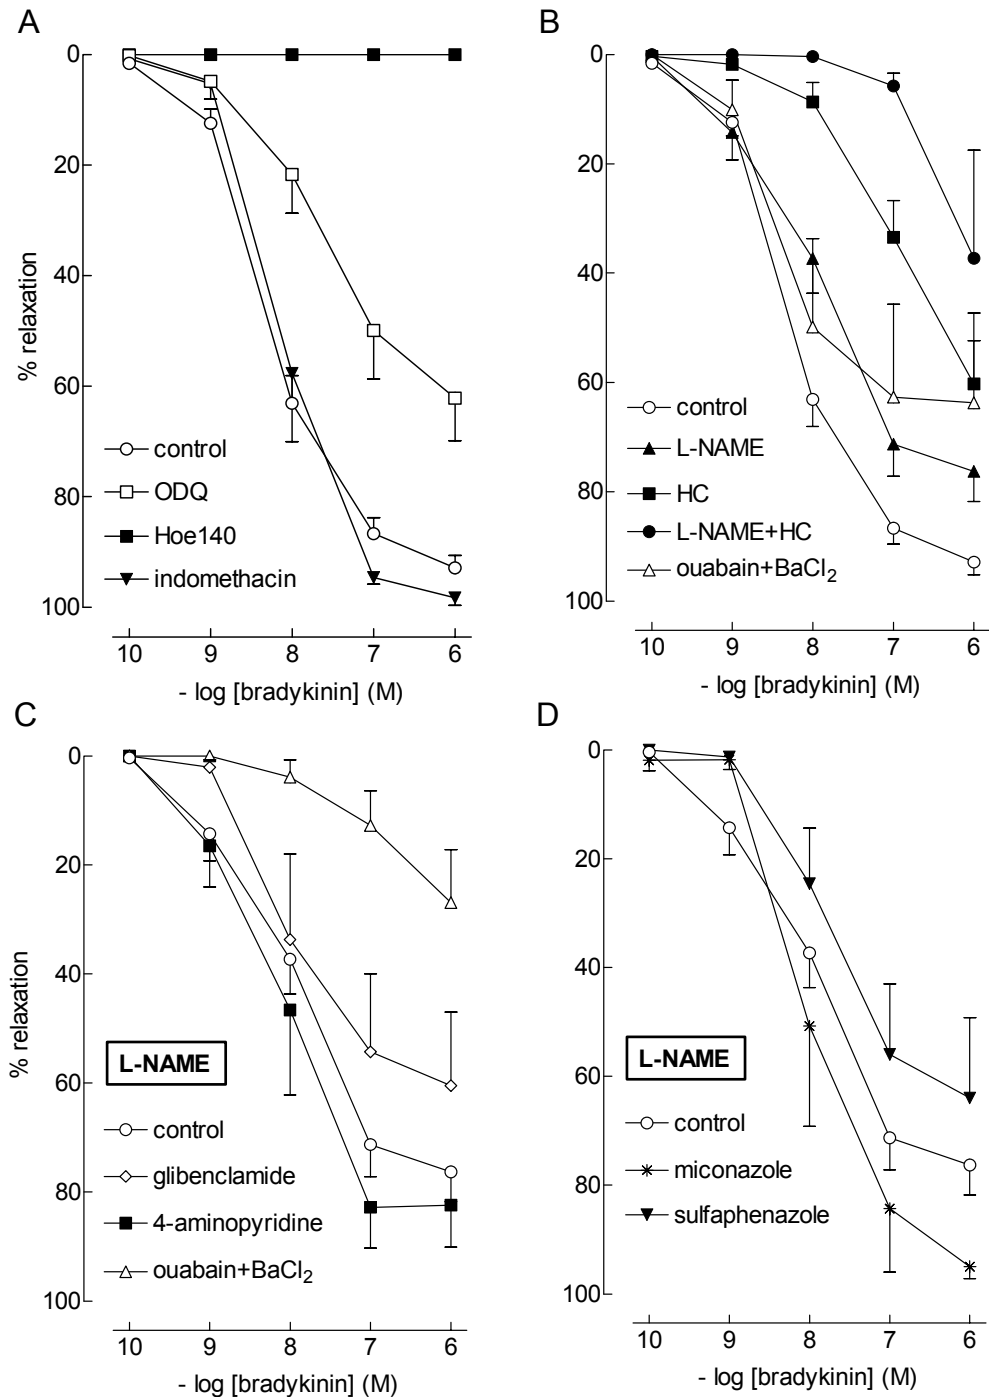 A
0
20
40
60
80
100
% relaxation
control
ODQ
Hoe140
indomethacin
10 9 8 7 6
- log [bradykinin] (M)
B
0
20
40
60
80
100
control
L-NAME
HC
L-NAME+HC
ouabain+BaCl₂
10 9 8 7 6
- log [bradykinin] (M)
C
0
20
40
60
80
100
% relaxation
L-NAME
control
glibenclamide
4-aminopyridine
ouabain+BaCl₂
10 9 8 7 6
- log [bradykinin] (M)
D
0
20
40
60
80
100
L-NAME
control
miconazole
sulfaphenazole
10 9 8 7 6
- log [bradykinin] (M)